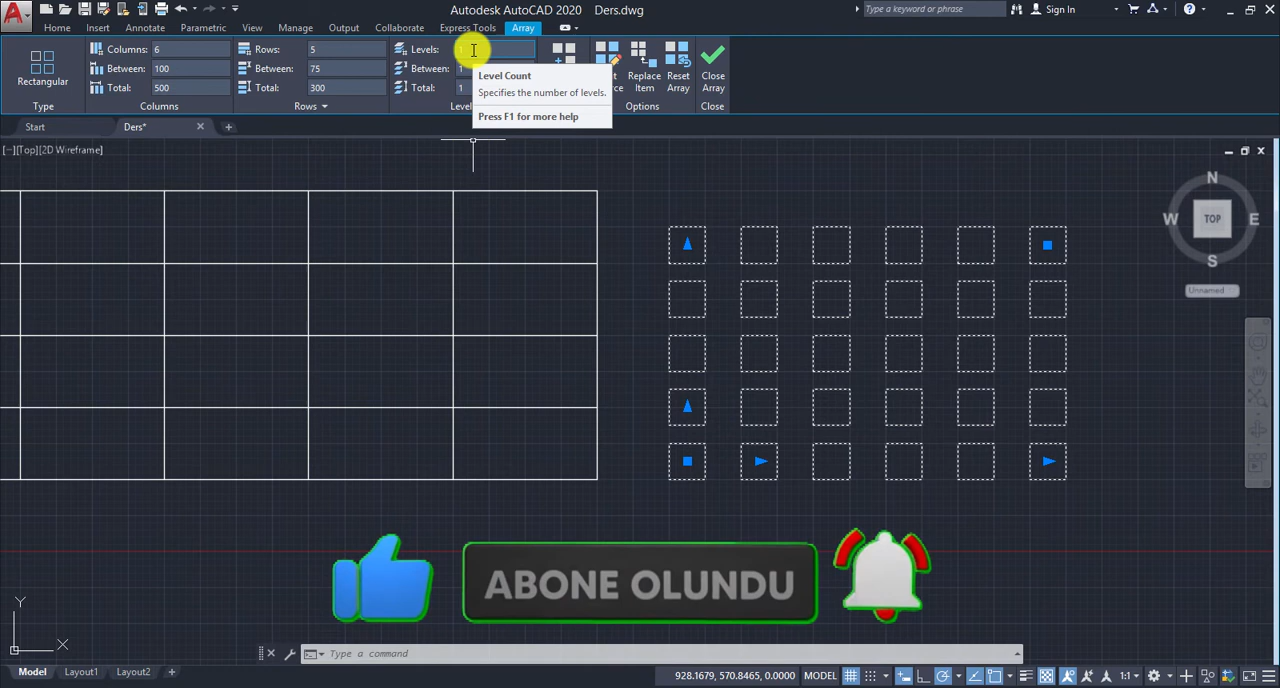 Autodesk AutoCAD 2020 Ders.dwg
Type a keyword or phrase
Sign In
Home Insert Annotate Parametric View Manage Output Collaborate Express Tools Array
Columns: 6
Between: 100
Total: 500
Columns
Rows: 5
Between: 75
Total: 300
Rows
Levels: 1
Between: 1
Total: 1
Rectangular
Type
Replace Item
Reset Array
Options
Close Array
Close
Level Count
Specifies the number of levels.
Press F1 for more help
Start
Ders*
[−][Top][2D Wireframe]
N
W TOP E
S
Unnamed
ABONE OLUNDU
Y
X
Type a command
Model Layout1 Layout2
928.1679, 570.8465, 0.0000 MODEL
1:1